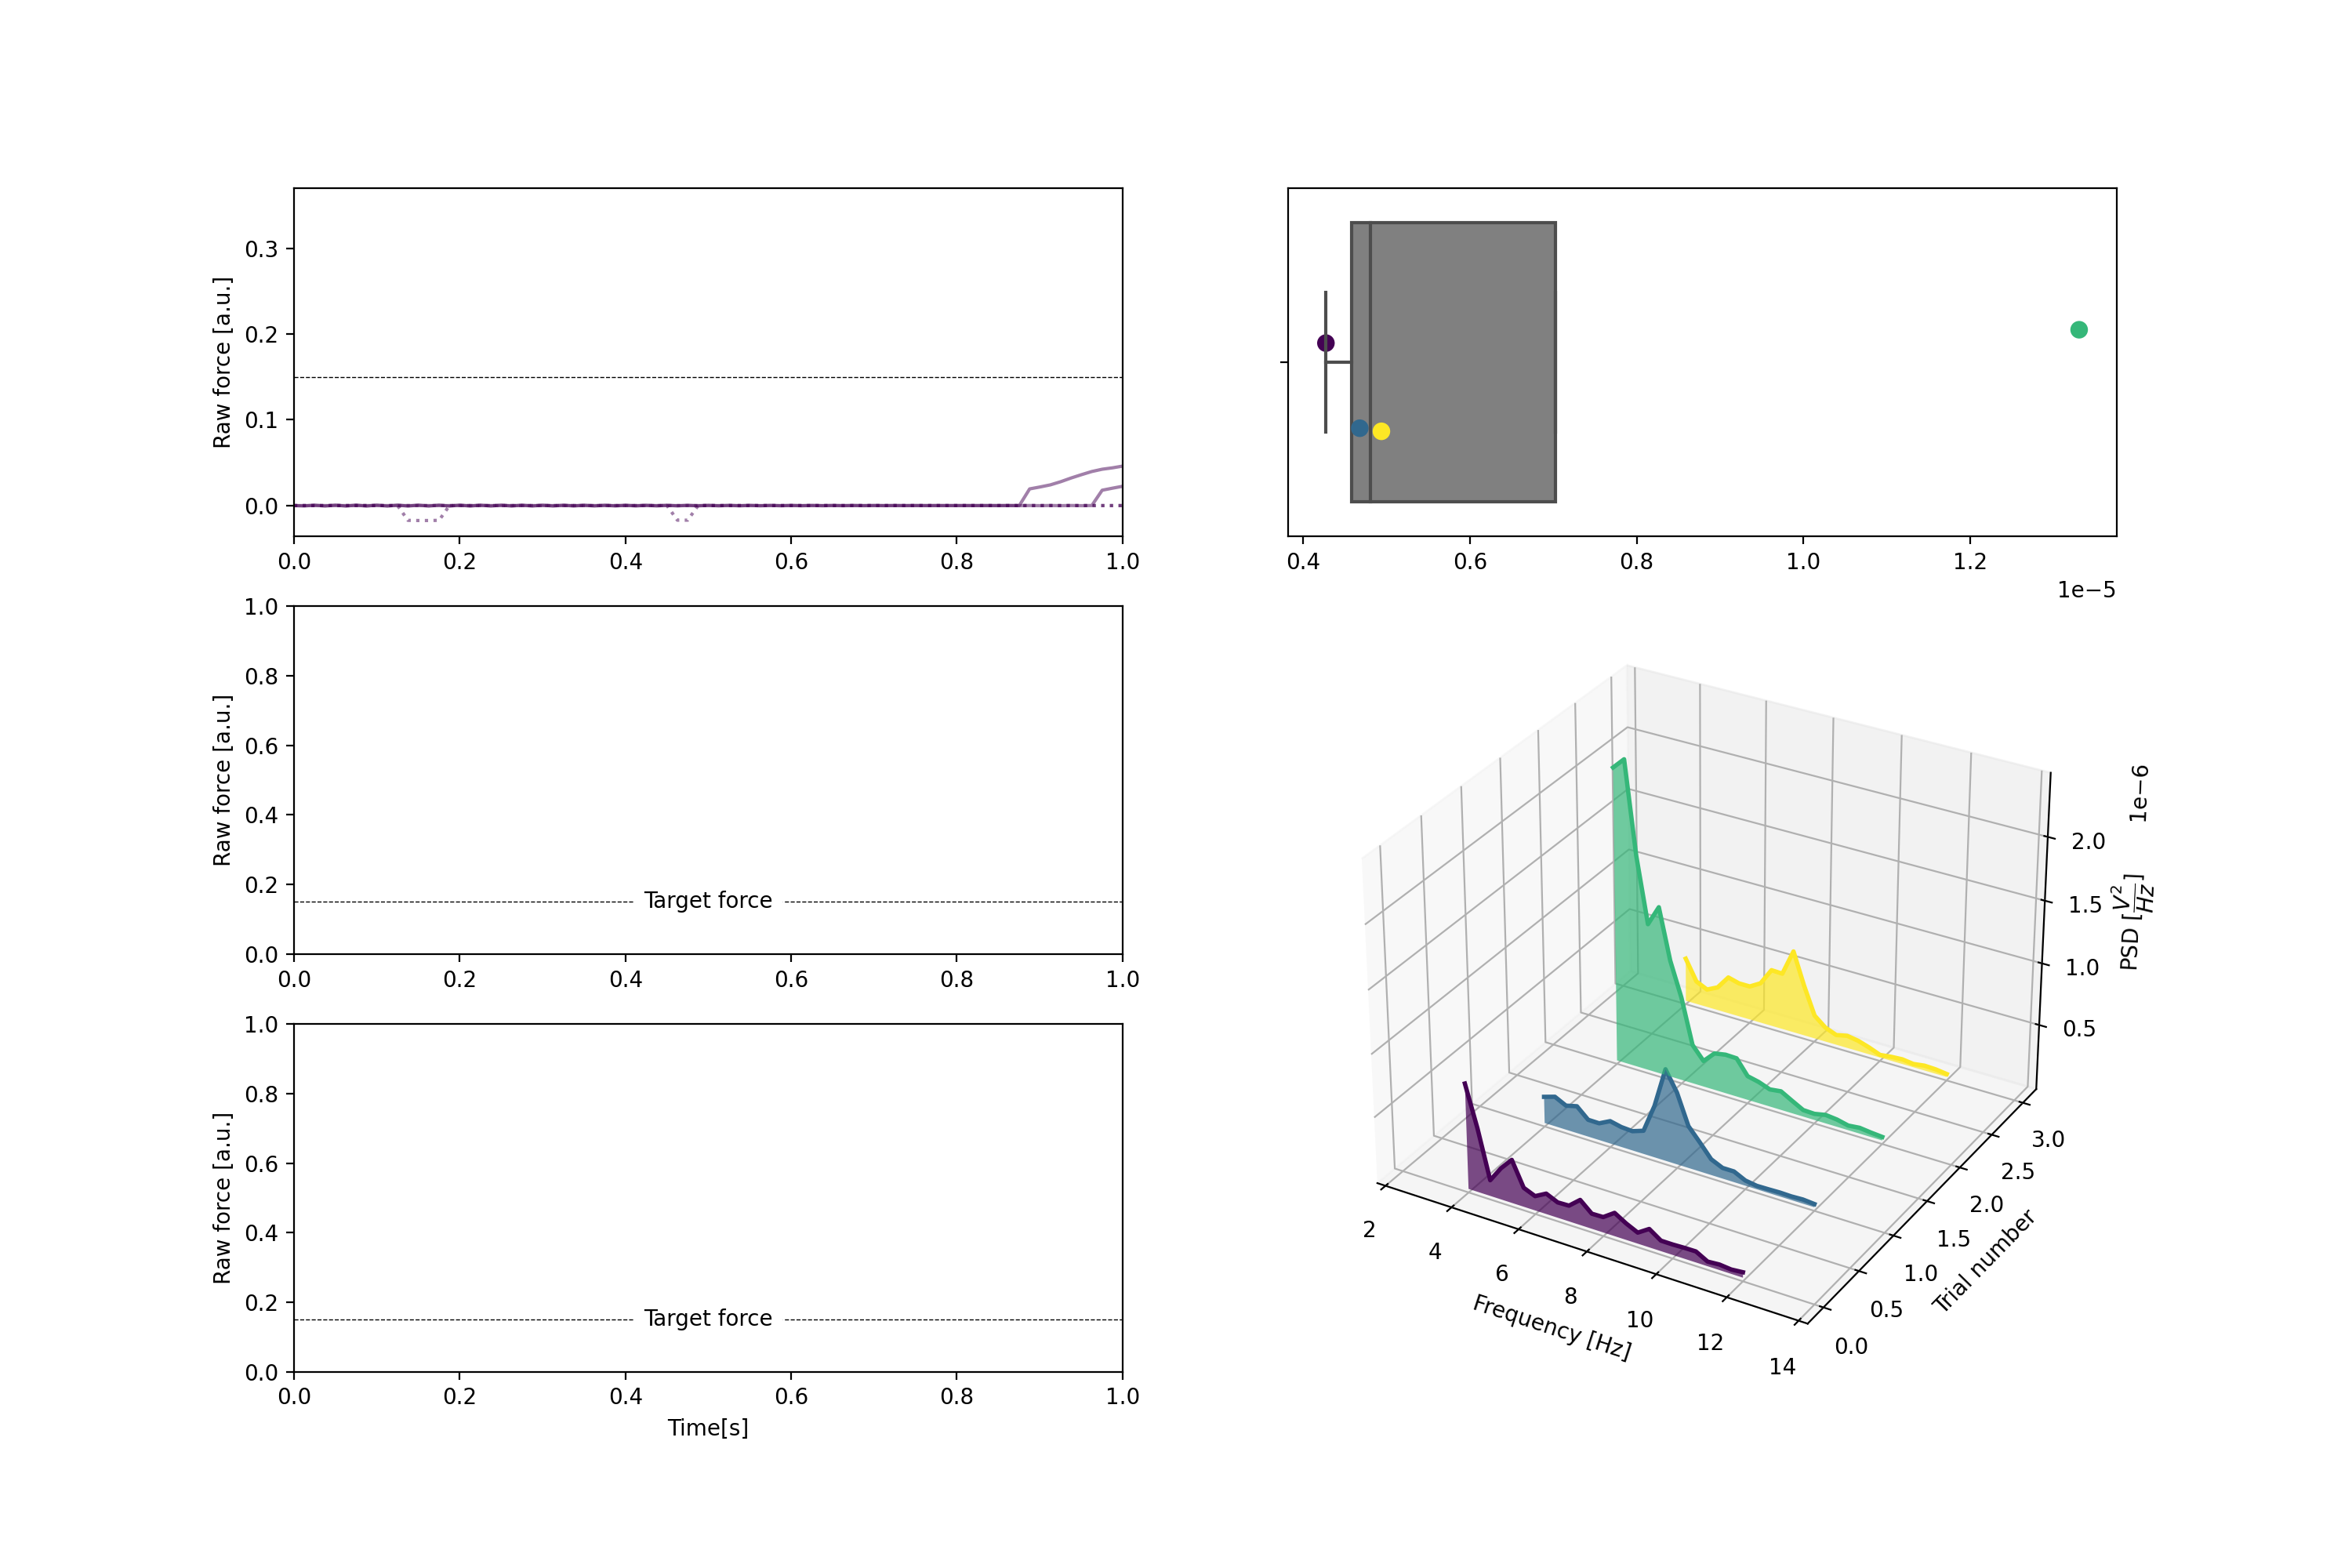 Raw force [a.u.]
0.3
0.2
0.1
0.0
0.0 0.2 0.4 0.6 0.8 1.0
0.4 0.6 0.8 1.0 1.2
1e−5
Raw force [a.u.]
1.0
0.8
0.6
0.4
0.2
0.0
Target force
0.0 0.2 0.4 0.6 0.8 1.0
Raw force [a.u.]
1.0
0.8
0.6
0.4
0.2
0.0
Target force
0.0 0.2 0.4 0.6 0.8 1.0
Time[s]
1e−6
PSD [V²/Hz]
2.0
1.5
1.0
0.5
2 4 6 8 10 12 14
Frequency [Hz]
0.0 0.5 1.0 1.5 2.0 2.5 3.0
Trial number